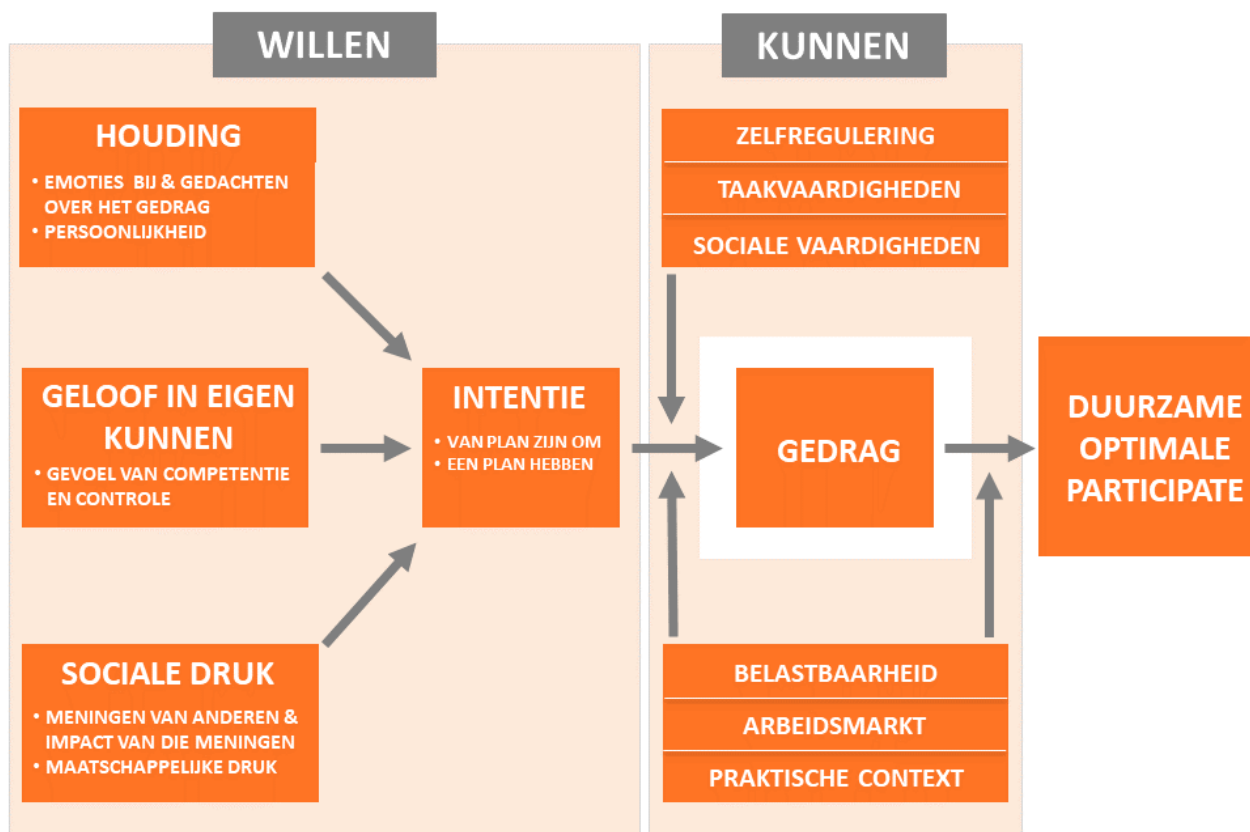 WILLEN
HOUDING
• EMOTIES BIJ & GEDACHTEN
OVER HET GEDRAG
• PERSOONLIJKHEID
GELOOF IN EIGEN
KUNNEN
• GEVOEL VAN COMPETENTIE
EN CONTROLE
SOCIALE DRUK
• MENINGEN VAN ANDEREN &
IMPACT VAN DIE MENINGEN
• MAATSCHAPPELIJKE DRUK
INTENTIE
• VAN PLAN ZIJN OM
• EEN PLAN HEBBEN
KUNNEN
ZELFREGULERING
TAAKVAARDIGHEDEN
SOCIALE VAARDIGHEDEN
GEDRAG
BELASTBAARHEID
ARBEIDSMARKT
PRAKTISCHE CONTEXT
DUURZAME
OPTIMALE
PARTICIPATE